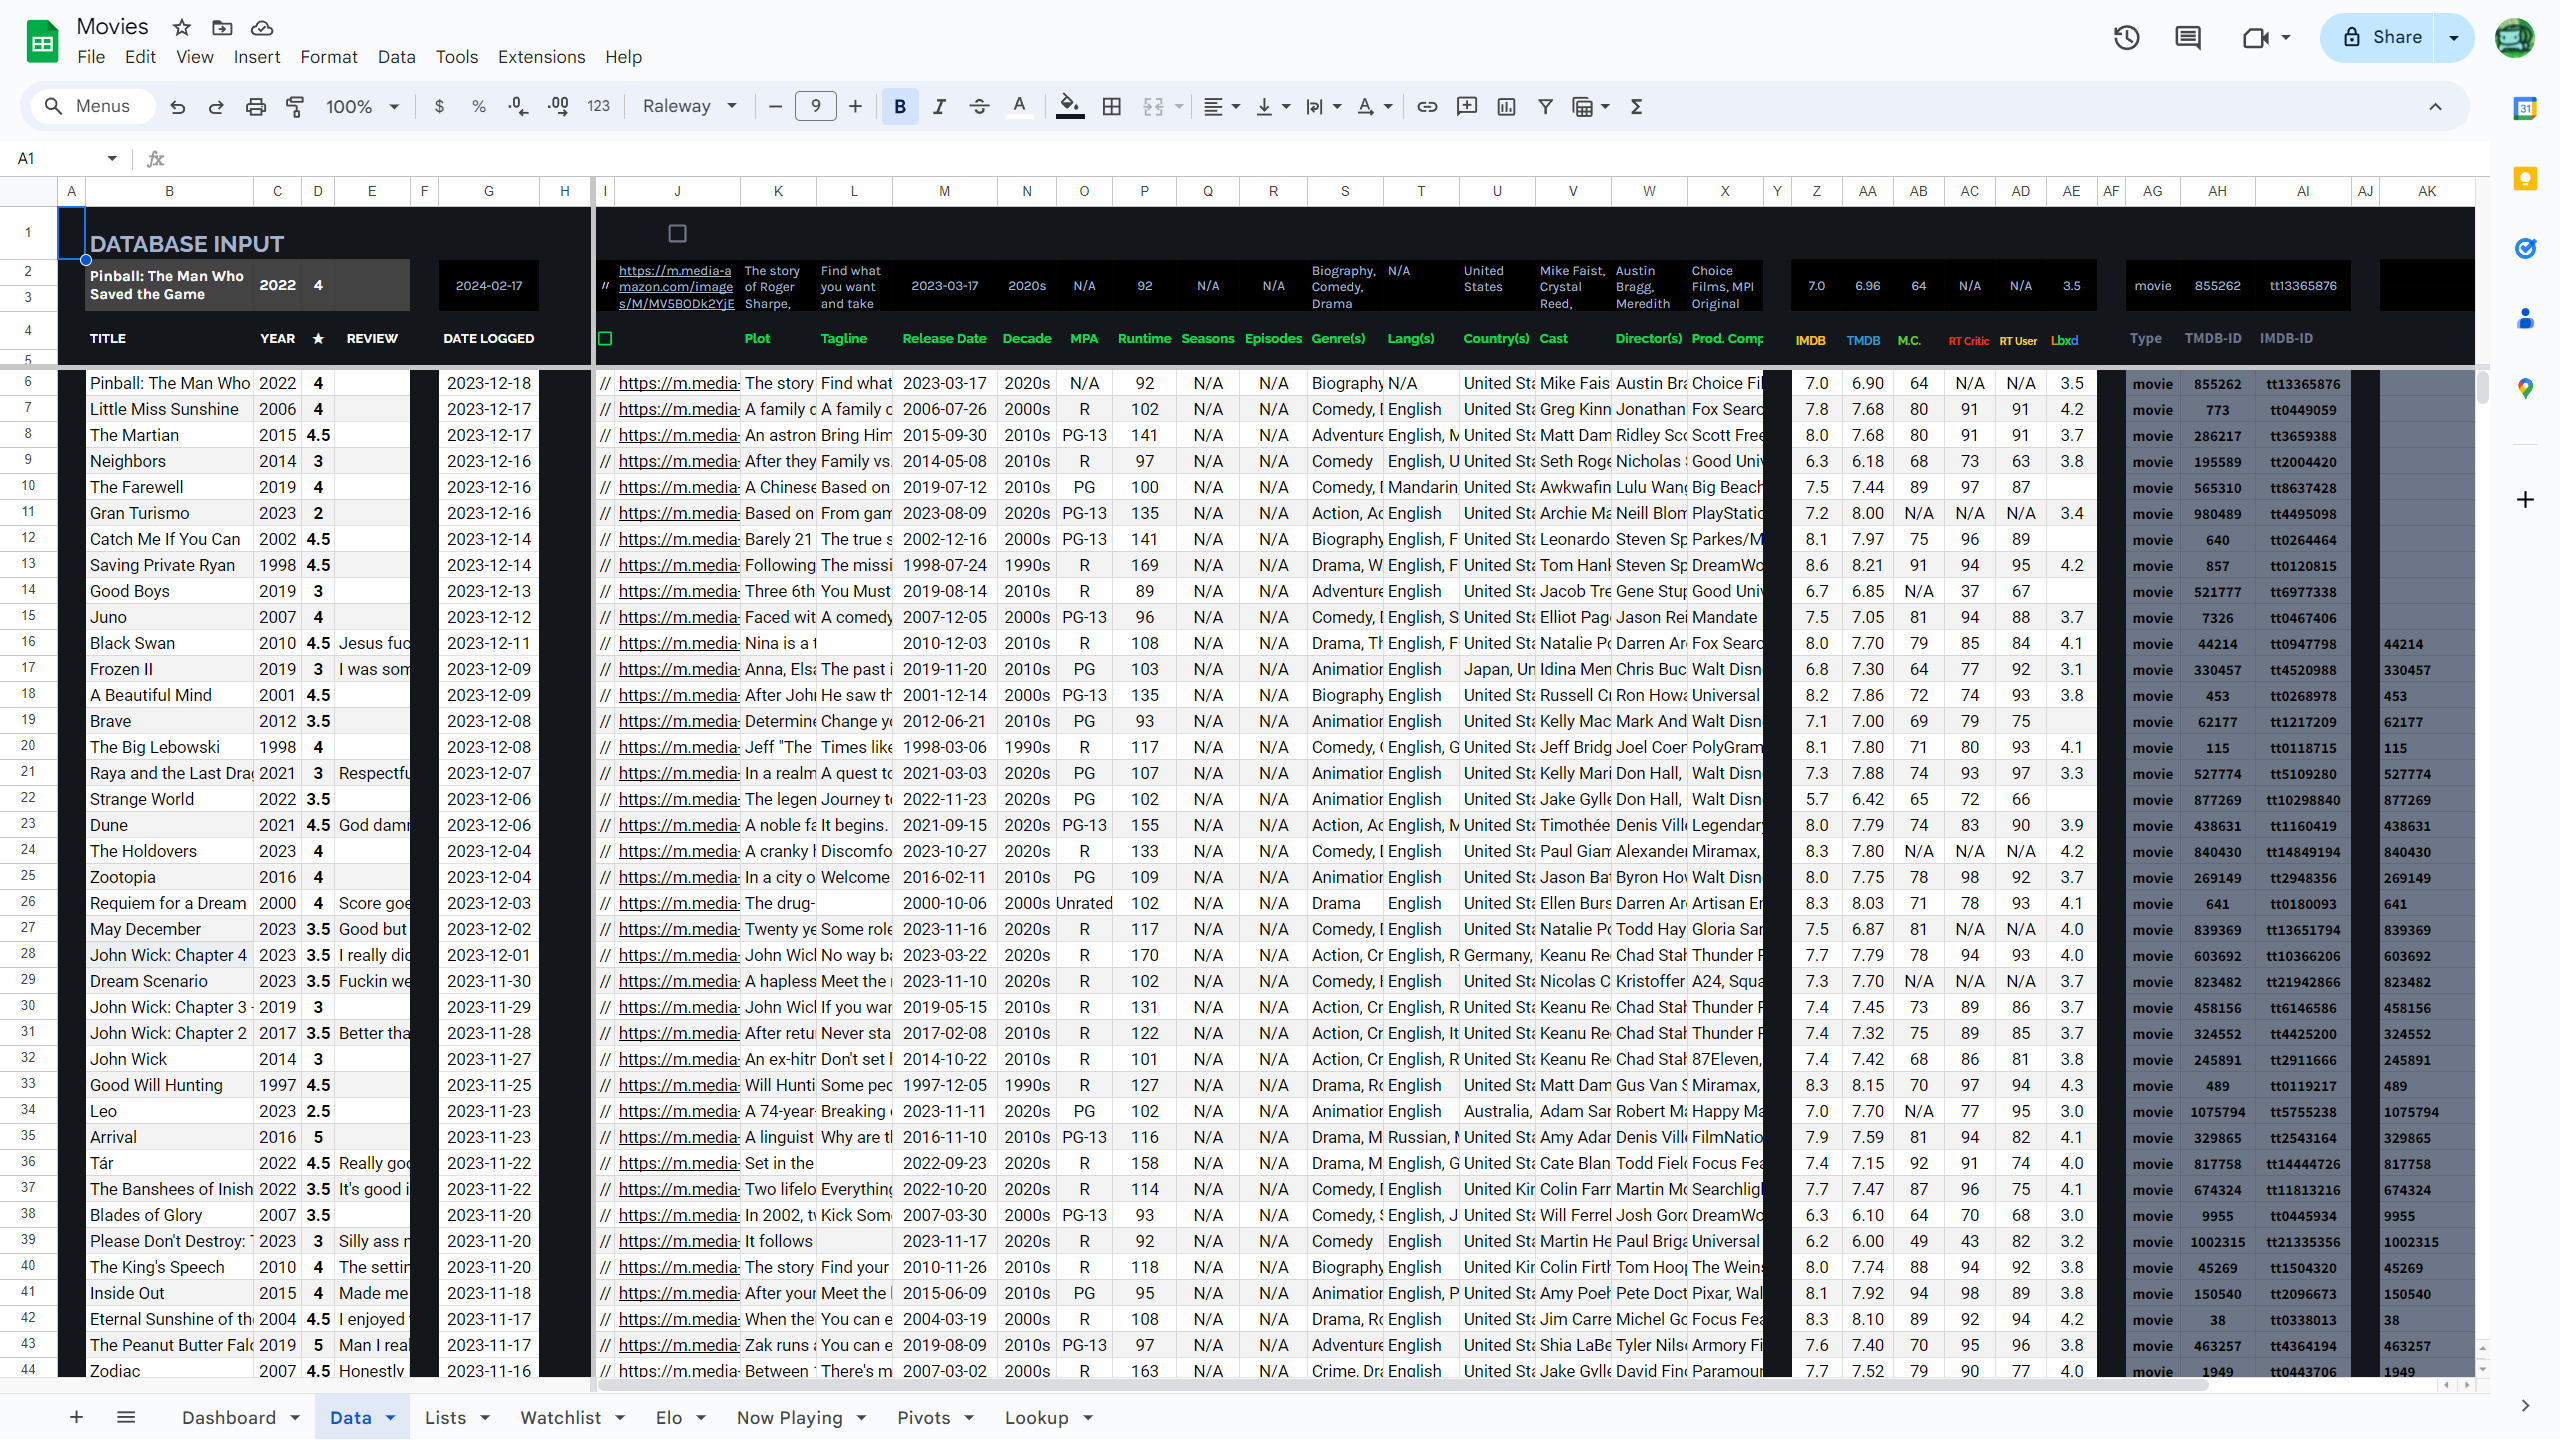 Movies
File Edit View Insert Format Data Tools Extensions Help
Share
Menus 100% $ % .0 .00 123 Raleway 9 B I A Σ
A1 fx
A B C D E F G H I J K L M N O P Q R S T U V W X Y Z AA AB AC AD AE AF AG AH AI AJ AK
1 DATABASE INPUT
2 Pinball: The Man Who Saved the Game 2022 4 2024-02-17 // https://m.media-amazon.com/images/M/MV5BODk2YjE The story of Roger Sharpe, Find what you want and take 2023-03-17 2020s N/A 92 N/A N/A Biography, Comedy, Drama N/A United States Mike Faist, Crystal Reed, Austin Bragg, Meredith Choice Films, MPI Original 7.0 6.96 64 N/A N/A 3.5 movie 855262 tt13365876
3
4 TITLE YEAR ★ REVIEW DATE LOGGED Plot Tagline Release Date Decade MPA Runtime Seasons Episodes Genre(s) Lang(s) Country(s) Cast Director(s) Prod. Comp IMDB TMDB M.C. RT Critic RT User Lbxd Type TMDB-ID IMDB-ID
5
6 Pinball: The Man Who 2022 4 2023-12-18 // https://m.media- The story Find what 2023-03-17 2020s N/A 92 N/A N/A Biography N/A United Sta Mike Fais Austin Bra Choice Fil 7.0 6.90 64 N/A N/A 3.5 movie 855262 tt13365876
7 Little Miss Sunshine 2006 4 2023-12-17 // https://m.media- A family c A family c 2006-07-26 2000s R 102 N/A N/A Comedy, D English United Sta Greg Kinn Jonathan Fox Searc 7.8 7.68 80 91 91 4.2 movie 773 tt0449059
8 The Martian 2015 4.5 2023-12-17 // https://m.media- An astron Bring Him 2015-09-30 2010s PG-13 141 N/A N/A Adventure English, M United Sta Matt Dam Ridley Sco Scott Free 8.0 7.68 80 91 91 3.7 movie 286217 tt3659388
9 Neighbors 2014 3 2023-12-16 // https://m.media- After they Family vs. 2014-05-08 2010s R 97 N/A N/A Comedy English, U United Sta Seth Roge Nicholas S Good Univ 6.3 6.18 68 73 63 3.8 movie 195589 tt2004420
10 The Farewell 2019 4 2023-12-16 // https://m.media- A Chinese Based on 2019-07-12 2010s PG 100 N/A N/A Comedy, D Mandarin, United Sta Awkwafin Lulu Wang Big Beach 7.5 7.44 89 97 87 movie 565310 tt8637428
11 Gran Turismo 2023 2 2023-12-16 // https://m.media- Based on From gam 2023-08-09 2020s PG-13 135 N/A N/A Action, Ad English United Sta Archie Ma Neill Blom PlayStatio 7.2 8.00 N/A N/A N/A 3.4 movie 980489 tt4495098
12 Catch Me If You Can 2002 4.5 2023-12-14 // https://m.media- Barely 21 The true s 2002-12-16 2000s PG-13 141 N/A N/A Biography English, F United Sta Leonardo Steven Sp Parkes/M 8.1 7.97 75 96 89 movie 640 tt0264464
13 Saving Private Ryan 1998 4.5 2023-12-14 // https://m.media- Following The missi 1998-07-24 1990s R 169 N/A N/A Drama, W English, F United Sta Tom Hank Steven Sp DreamWo 8.6 8.21 91 94 95 4.2 movie 857 tt0120815
14 Good Boys 2019 3 2023-12-13 // https://m.media- Three 6th You Must 2019-08-14 2010s R 89 N/A N/A Adventure English United Sta Jacob Tre Gene Stup Good Univ 6.7 6.85 N/A 37 67 movie 521777 tt6977338
15 Juno 2007 4 2023-12-12 // https://m.media- Faced wit A comedy 2007-12-05 2000s PG-13 96 N/A N/A Comedy, D English, S United Sta Elliot Page Jason Rei Mandate 7.5 7.05 81 94 88 3.7 movie 7326 tt0467406
16 Black Swan 2010 4.5 Jesus fuc 2023-12-11 // https://m.media- Nina is a t 2010-12-03 2010s R 108 N/A N/A Drama, Th English, F United Sta Natalie Po Darren Ar Fox Searc 8.0 7.70 79 85 84 4.1 movie 44214 tt0947798 44214
17 Frozen II 2019 3 I was som 2023-12-09 // https://m.media- Anna, Elsa The past i 2019-11-20 2010s PG 103 N/A N/A Animation English Japan, Un Idina Men Chris Buc Walt Disn 6.8 7.30 64 77 92 3.1 movie 330457 tt4520988 330457
18 A Beautiful Mind 2001 4.5 2023-12-09 // https://m.media- After John He saw th 2001-12-14 2000s PG-13 135 N/A N/A Biography English United Sta Russell Cr Ron Howa Universal 8.2 7.86 72 74 93 3.8 movie 453 tt0268978 453
19 Brave 2012 3.5 2023-12-08 // https://m.media- Determine Change yo 2012-06-21 2010s PG 93 N/A N/A Animation English United Sta Kelly Mac Mark And Walt Disn 7.1 7.00 69 79 75 movie 62177 tt1217209 62177
20 The Big Lebowski 1998 4 2023-12-08 // https://m.media- Jeff "The Times like 1998-03-06 1990s R 117 N/A N/A Comedy, C English, G United Sta Jeff Bridg Joel Coen PolyGram 8.1 7.80 71 80 93 4.1 movie 115 tt0118715 115
21 Raya and the Last Drag 2021 3 Respectfu 2023-12-07 // https://m.media- In a realm A quest to 2021-03-03 2020s PG 107 N/A N/A Animation English United Sta Kelly Mari Don Hall, Walt Disn 7.3 7.88 74 93 97 3.3 movie 527774 tt5109280 527774
22 Strange World 2022 3.5 2023-12-06 // https://m.media- The legen Journey to 2022-11-23 2020s PG 102 N/A N/A Animation English United Sta Jake Gylle Don Hall, Walt Disn 5.7 6.42 65 72 66 movie 877269 tt10298840 877269
23 Dune 2021 4.5 God damn 2023-12-06 // https://m.media- A noble fa It begins. 2021-09-15 2020s PG-13 155 N/A N/A Action, Ad English, M United Sta Timothée Denis Ville Legendary 8.0 7.79 74 83 90 3.9 movie 438631 tt1160419 438631
24 The Holdovers 2023 4 2023-12-04 // https://m.media- A cranky h Discomfo 2023-10-27 2020s R 133 N/A N/A Comedy, D English United Sta Paul Giam Alexander Miramax, 8.3 7.80 N/A N/A N/A 4.2 movie 840430 tt14849194 840430
25 Zootopia 2016 4 2023-12-04 // https://m.media- In a city o Welcome 2016-02-11 2010s PG 109 N/A N/A Animation English United Sta Jason Bat Byron How Walt Disn 8.0 7.75 78 98 92 3.7 movie 269149 tt2948356 269149
26 Requiem for a Dream 2000 4 Score goe 2023-12-03 // https://m.media- The drug- 2000-10-06 2000s Unrated 102 N/A N/A Drama English United Sta Ellen Burs Darren Ar Artisan En 8.3 8.03 71 78 93 4.1 movie 641 tt0180093 641
27 May December 2023 3.5 Good but 2023-12-02 // https://m.media- Twenty ye Some role 2023-11-16 2020s R 117 N/A N/A Comedy, D English United Sta Natalie Po Todd Hay Gloria San 7.5 6.87 81 N/A N/A 4.0 movie 839369 tt13651794 839369
28 John Wick: Chapter 4 2023 3.5 I really dic 2023-12-01 // https://m.media- John Wicl No way ba 2023-03-22 2020s R 170 N/A N/A Action, Cr English, R Germany, Keanu Re Chad Stah Thunder R 7.7 7.79 78 94 93 4.0 movie 603692 tt10366206 603692
29 Dream Scenario 2023 3.5 Fuckin we 2023-11-30 // https://m.media- A hapless Meet the 2023-11-10 2020s R 102 N/A N/A Comedy, H English United Sta Nicolas C Kristoffer A24, Squa 7.3 7.70 N/A N/A N/A 3.7 movie 823482 tt21942866 823482
30 John Wick: Chapter 3 - 2019 3 2023-11-29 // https://m.media- John Wicl If you wan 2019-05-15 2010s R 131 N/A N/A Action, Cr English, R United Sta Keanu Re Chad Stah Thunder R 7.4 7.45 73 89 86 3.7 movie 458156 tt6146586 458156
31 John Wick: Chapter 2 2017 3.5 Better tha 2023-11-28 // https://m.media- After retu Never sta 2017-02-08 2010s R 122 N/A N/A Action, Cr English, It United Sta Keanu Re Chad Stah Thunder R 7.4 7.32 75 89 85 3.7 movie 324552 tt4425200 324552
32 John Wick 2014 3 2023-11-27 // https://m.media- An ex-hitm Don't set h 2014-10-22 2010s R 101 N/A N/A Action, Cr English, R United Sta Keanu Re Chad Stah 87Eleven, 7.4 7.42 68 86 81 3.8 movie 245891 tt2911666 245891
33 Good Will Hunting 1997 4.5 2023-11-25 // https://m.media- Will Hunti Some peo 1997-12-05 1990s R 127 N/A N/A Drama, Ro English United Sta Matt Dam Gus Van S Miramax, 8.3 8.15 70 97 94 4.3 movie 489 tt0119217 489
34 Leo 2023 2.5 2023-11-23 // https://m.media- A 74-year- Breaking 2023-11-11 2020s PG 102 N/A N/A Animation English Australia, Adam San Robert Ma Happy Ma 7.0 7.70 N/A 77 95 3.0 movie 1075794 tt5755238 1075794
35 Arrival 2016 5 2023-11-23 // https://m.media- A linguist Why are th 2016-11-10 2010s PG-13 116 N/A N/A Drama, M Russian, M United Sta Amy Adar Denis Ville FilmNatio 7.9 7.59 81 94 82 4.1 movie 329865 tt2543164 329865
36 Tár 2022 4.5 Really goo 2023-11-22 // https://m.media- Set in the 2022-09-23 2020s R 158 N/A N/A Drama, M English, G United Sta Cate Blan Todd Field Focus Fea 7.4 7.15 92 91 74 4.0 movie 817758 tt14444726 817758
37 The Banshees of Inish 2022 3.5 It's good i 2023-11-22 // https://m.media- Two lifelo Everything 2022-10-20 2020s R 114 N/A N/A Comedy, D English United Kin Colin Farr Martin Mc Searchlig 7.7 7.47 87 96 75 4.1 movie 674324 tt11813216 674324
38 Blades of Glory 2007 3.5 2023-11-20 // https://m.media- In 2002, tw Kick Som 2007-03-30 2000s PG-13 93 N/A N/A Comedy, S English, J United Sta Will Ferrel Josh Gord DreamWo 6.3 6.10 64 70 68 3.0 movie 9955 tt0445934 9955
39 Please Don't Destroy: T 2023 3 Silly ass m 2023-11-20 // https://m.media- It follows 2023-11-17 2020s R 92 N/A N/A Comedy English United Sta Martin He Paul Briga Universal 6.2 6.00 49 43 82 3.2 movie 1002315 tt21335356 1002315
40 The King's Speech 2010 4 The settin 2023-11-20 // https://m.media- The story Find your 2010-11-26 2010s R 118 N/A N/A Biography English United Kin Colin Firth Tom Hoop The Weins 8.0 7.74 88 94 92 3.8 movie 45269 tt1504320 45269
41 Inside Out 2015 4 Made me 2023-11-18 // https://m.media- After your Meet the l 2015-06-09 2010s PG 95 N/A N/A Animation English, P United Sta Amy Poeh Pete Doct Pixar, Wal 8.1 7.92 94 98 89 3.8 movie 150540 tt2096673 150540
42 Eternal Sunshine of the 2004 4.5 I enjoyed 2023-11-17 // https://m.media- When the You can e 2004-03-19 2000s R 108 N/A N/A Drama, Ro English United Sta Jim Carre Michel Go Focus Fea 8.3 8.10 89 92 94 4.2 movie 38 tt0338013 38
43 The Peanut Butter Falc 2019 5 Man I real 2023-11-17 // https://m.media- Zak runs a You can e 2019-08-09 2010s PG-13 97 N/A N/A Adventure English United Sta Shia LaBe Tyler Nils Armory Fi 7.6 7.40 70 95 96 3.8 movie 463257 tt4364194 463257
44 Zodiac 2007 4.5 Honestly 2023-11-16 // https://m.media- Between There's m 2007-03-02 2000s R 163 N/A N/A Crime, Dra English United Sta Jake Gylle David Finc Paramour 7.7 7.52 79 90 77 4.0 movie 1949 tt0443706 1949
Dashboard Data Lists Watchlist Elo Now Playing Pivots Lookup
31